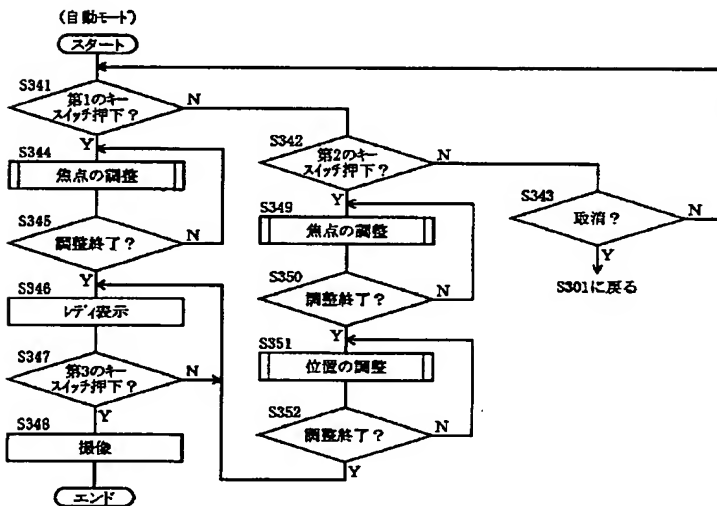 (自動モード)
スタート
S341
第1のキー
スイッチ押下？
N
Y
S344
焦点の調整
S345
調整終了？
N
Y
S346
レディ表示
S347
第3のキー
スイッチ押下？
N
Y
S348
撮像
エンド
S342
第2のキー
スイッチ押下？
N
Y
S349
焦点の調整
S350
調整終了？
N
Y
S351
位置の調整
S352
調整終了？
N
Y
S343
取消？
N
Y
S301に戻る